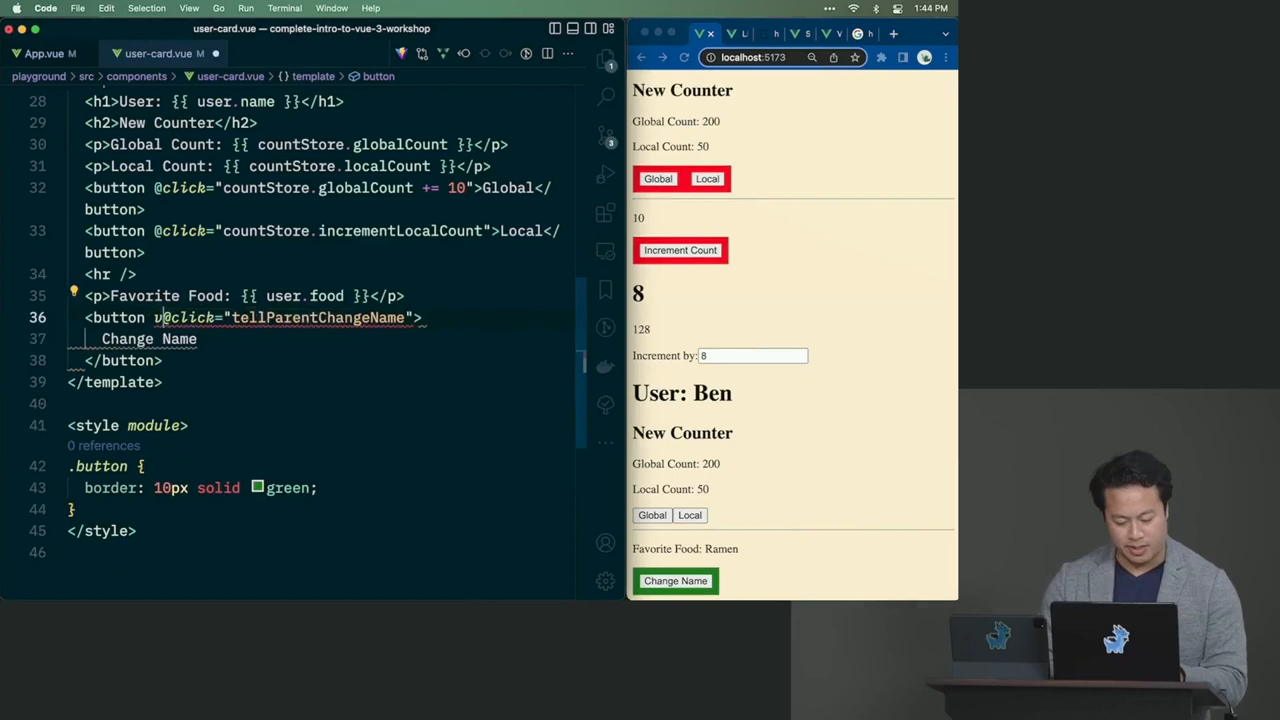 Code File Edit Selection View Go Run Terminal Window Help 1:44 PM
user-card.vue — complete-intro-to-vue-3-workshop
App.vue M user-card.vue M
playground > src > components > user-card.vue > template > button
28 <h1>User: {{ user.name }}</h1>
29 <h2>New Counter</h2>
30 <p>Global Count: {{ countStore.globalCount }}</p>
31 <p>Local Count: {{ countStore.localCount }}</p>
32 <button @click="countStore.globalCount += 10">Global</
button>
33 <button @click="countStore.incrementLocalCount">Local</
button>
34 <hr />
35 <p>Favorite Food: {{ user.food }}</p>
36 <button v@click="tellParentChangeName">
37 Change Name
38 </button>
39 </template>
40
41 <style module>
0 references
42 .button {
43 border: 10px solid green;
44 }
45 </style>
46
1
3
localhost:5173
New Counter
Global Count: 200
Local Count: 50
Global Local
10
Increment Count
8
128
Increment by: 8
User: Ben
New Counter
Global Count: 200
Local Count: 50
Global Local
Favorite Food: Ramen
Change Name